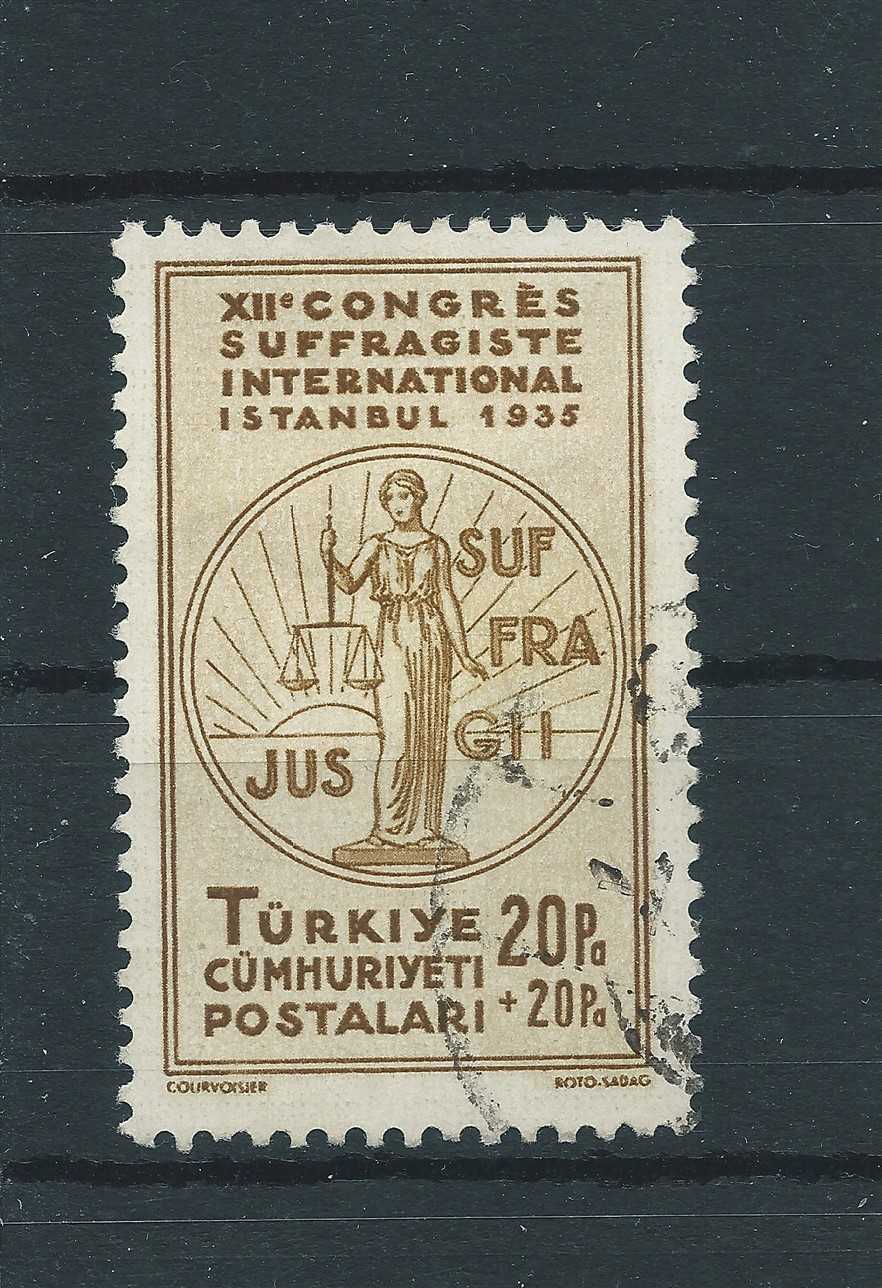 XIIe CONGRÈS
SUFFRAGISTE
INTERNATIONAL
ISTANBUL 1935
SUF
FRA
GII
JUS
TÜRKIYE 20Pa
CÜMHURIYETI
POSTALARI +20Pa
COURVOISIER ROTO-SADAG